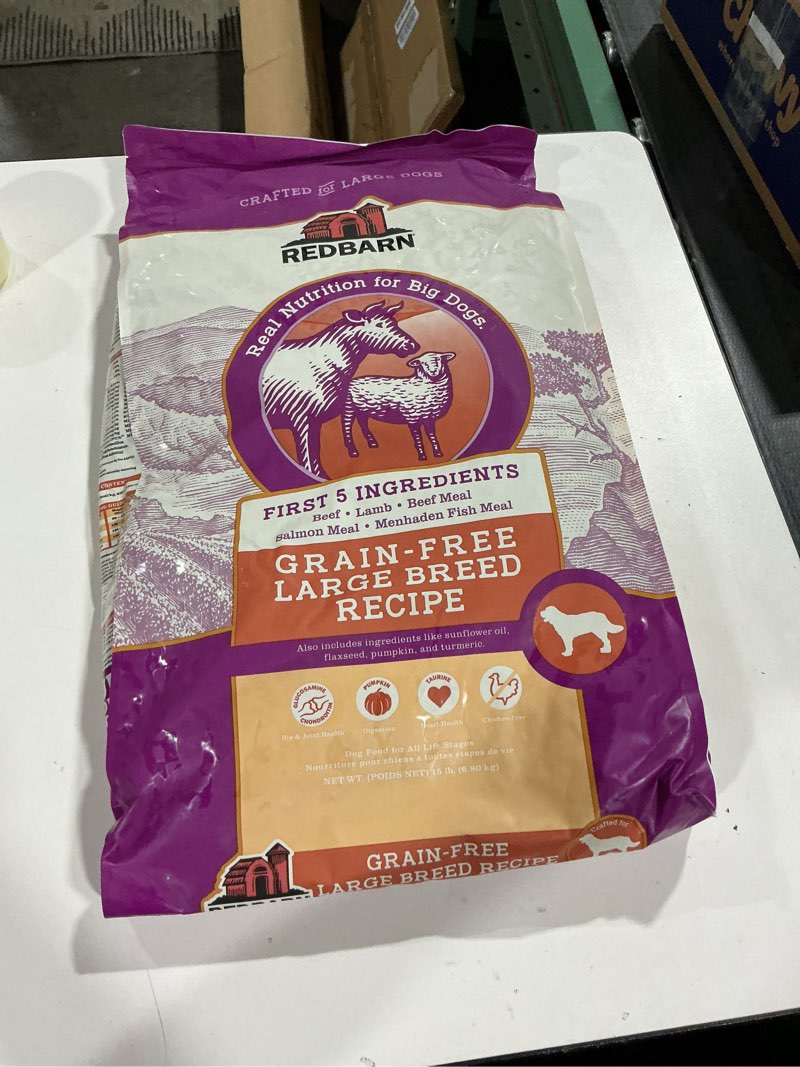 CRAFTED for LARGE DOGS
REDBARN
Real Nutrition for Big Dogs.
FIRST 5 INGREDIENTS
Beef • Lamb • Beef Meal
Salmon Meal • Menhaden Fish Meal
GRAIN-FREE
LARGE BREED
RECIPE
Also includes ingredients like sunflower oil,
flaxseed, pumpkin, and turmeric.
GLUCOSAMINE
CHONDROITIN
Hip & Joint Health
PUMPKIN
Digestion
TAURINE
Heart Health
Chicken-Free
Dog Food for All Life Stages
Nourriture pour chiens à toutes étapes de vie
NET WT. (POIDS NET) 15 lb. (6.80 kg)
Crafted for
GRAIN-FREE
LARGE BREED RECIPE
REDBARN